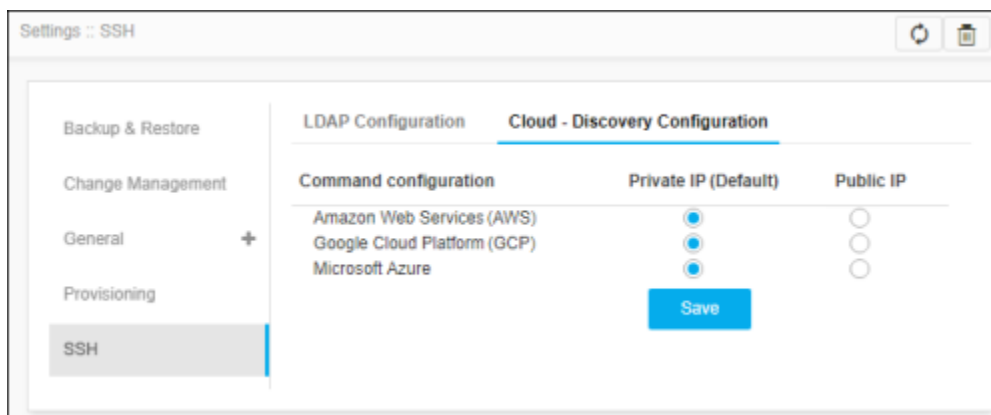 Settings :: SSH
Backup & Restore
Change Management
General +
Provisioning
SSH
LDAP Configuration Cloud - Discovery Configuration
Command configuration Private IP (Default) Public IP
Amazon Web Services (AWS)
Google Cloud Platform (GCP)
Microsoft Azure
Save